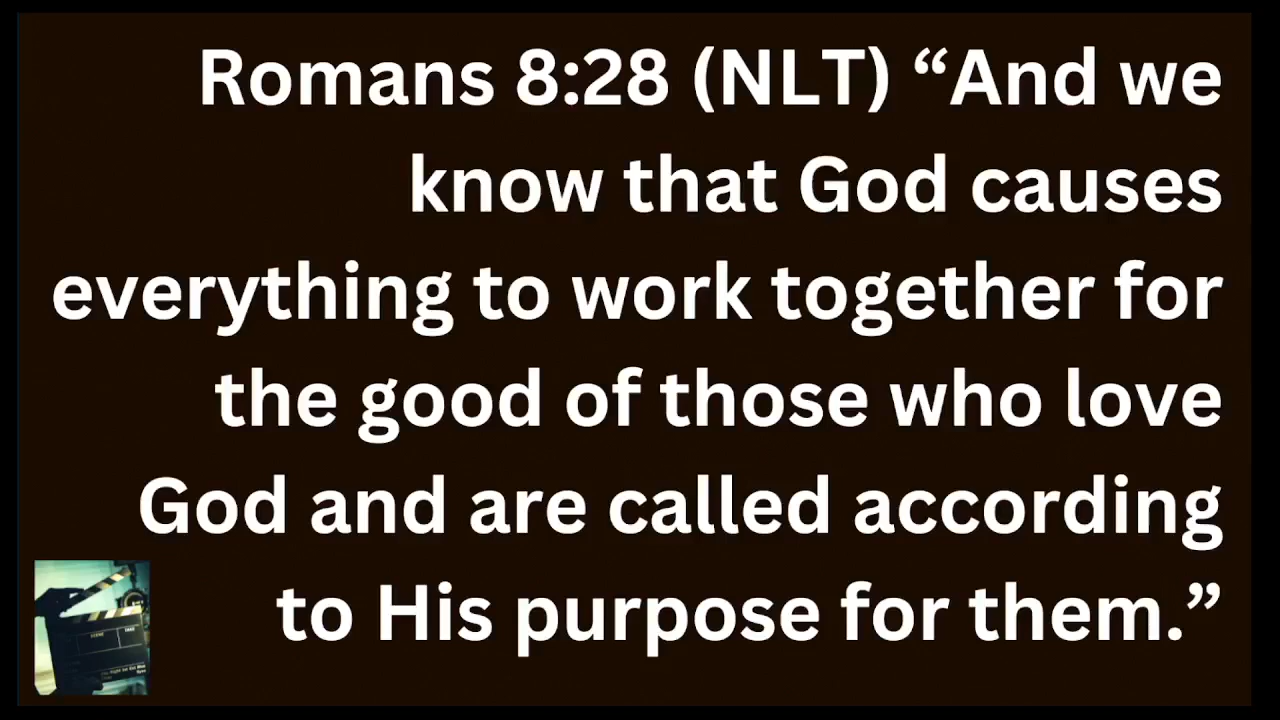 Romans 8:28 (NLT) “And we
know that God causes
everything to work together for
the good of those who love
God and are called according
to His purpose for them.”
SCENE